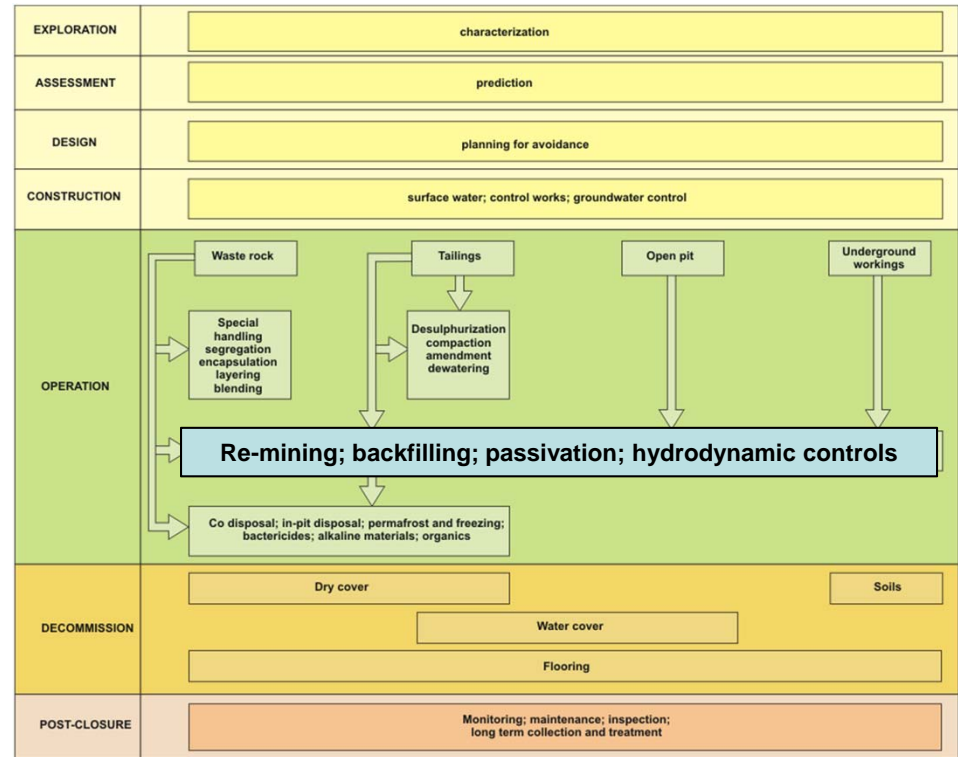 EXPLORATION
characterization
ASSESSMENT
prediction
DESIGN
planning for avoidance
CONSTRUCTION
surface water; control works; groundwater control
OPERATION
Waste rock
Tailings
Open pit
Underground
workings
Special
handling
segregation
encapsulation
layering
blending
Desulphurization
compaction
amendment
dewatering
Re-mining; backfilling; passivation; hydrodynamic controls
Co disposal; in-pit disposal; permafrost and freezing;
bactericides; alkaline materials; organics
DECOMMISSION
Dry cover
Soils
Water cover
Flooring
POST-CLOSURE
Monitoring; maintenance; inspection;
long term collection and treatment